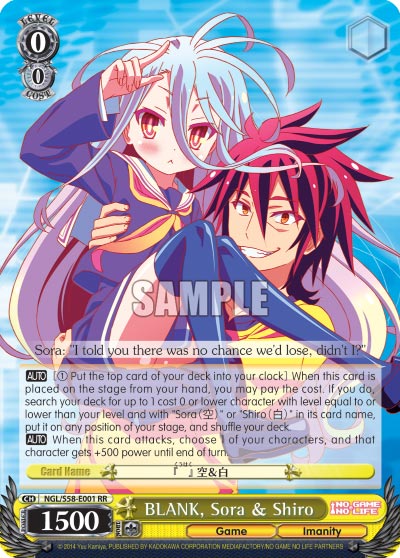 LEVEL
0
0
COST
SAMPLE
Sora: "I told you there was no chance we'd lose, didn't I?"
AUTO [① Put the top card of your deck into your clock] When this card is
placed on the stage from your hand, you may pay the cost. If you do,
search your deck for up to 1 cost 0 or lower character with level equal to or
lower than your level and with "Sora（空）" or "Shiro（白）" in its card name,
put it on any position of your stage, and shuffle your deck.
AUTO When this card attacks, choose 1 of your characters, and that
character gets +500 power until end of turn.
Card Name
くうはく
『　』空&白
NGL/S58-E001 RR
1500
BLANK, Sora & Shiro
NO GAME
NO LIFE
Game
Imanity
© 2014 Yuu Kamiya, PUBLISHED BY KADOKAWA CORPORATION MEDIAFACTORY/NO GAME NO LIFE PARTNERS